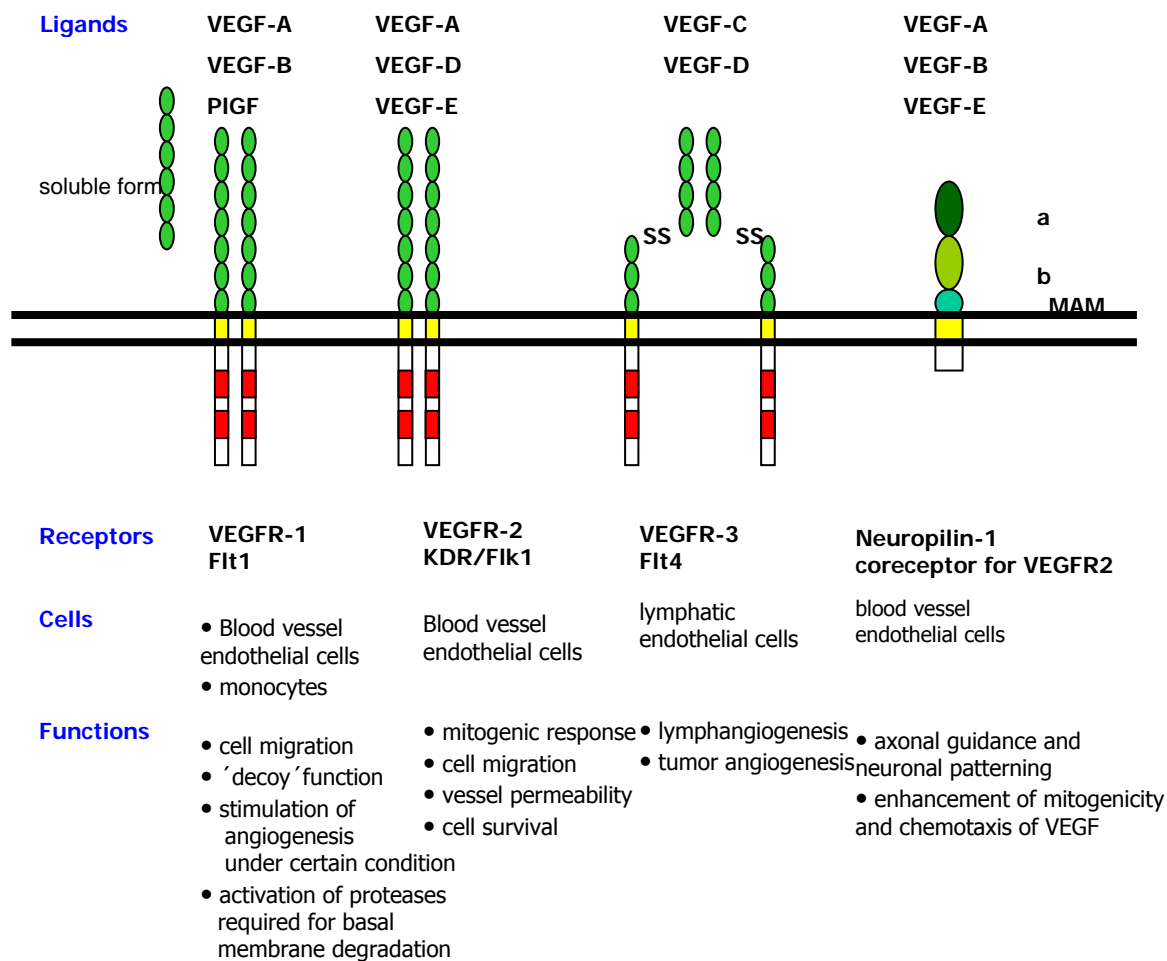 Ligands VEGF-A VEGF-A VEGF-C VEGF-A
VEGF-B VEGF-D VEGF-D VEGF-B
PlGF VEGF-E VEGF-E
soluble form
a
SS SS
b
MAM
Receptors
VEGFR-1
Flt1
VEGFR-2
KDR/Flk1
VEGFR-3
Flt4
Neuropilin-1
coreceptor for VEGFR2
Cells
• Blood vessel
endothelial cells
• monocytes
Blood vessel
endothelial cells
lymphatic
endothelial cells
blood vessel
endothelial cells
Functions
• cell migration
• ´decoy´function
• stimulation of
angiogenesis
under certain condition
• activation of proteases
required for basal
membrane degradation
• mitogenic response
• cell migration
• vessel permeability
• cell survival
• lymphangiogenesis
• tumor angiogenesis
• axonal guidance and
neuronal patterning
• enhancement of mitogenicity
and chemotaxis of VEGF